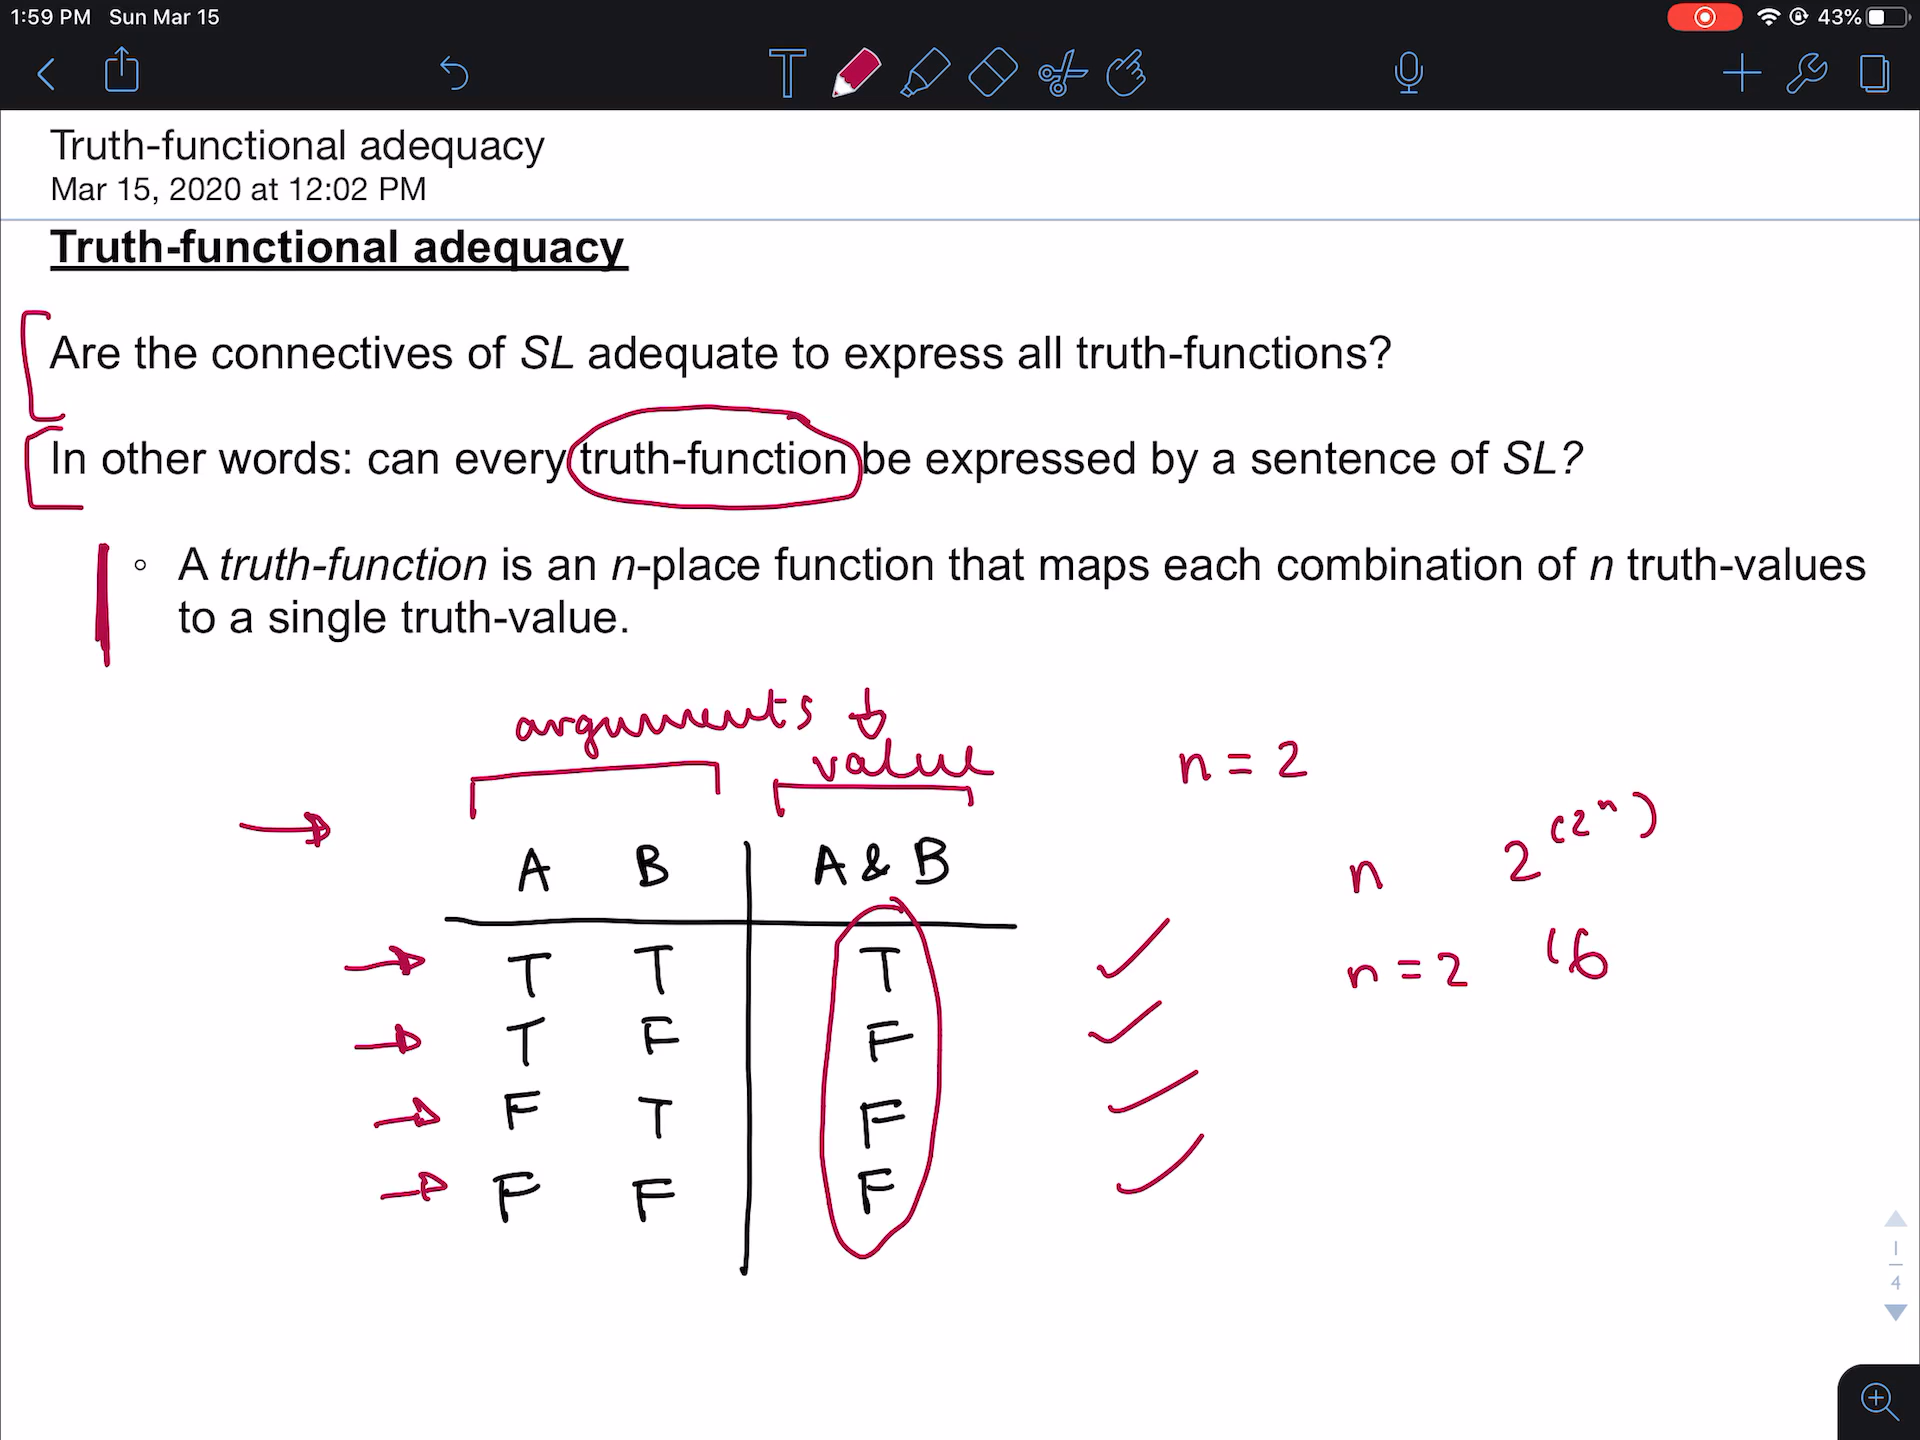 1:59 PM Sun Mar 15 43%
Truth-functional adequacy
Mar 15, 2020 at 12:02 PM
Truth-functional adequacy
Are the connectives of SL adequate to express all truth-functions?
In other words: can every truth-function be expressed by a sentence of SL?
◦ A truth-function is an n-place function that maps each combination of n truth-values
to a single truth-value.
arguments
value
n = 2
A B A & B
n 2^(2^n)
T T T
n = 2 16
T F F
F T F
F F F
1
4